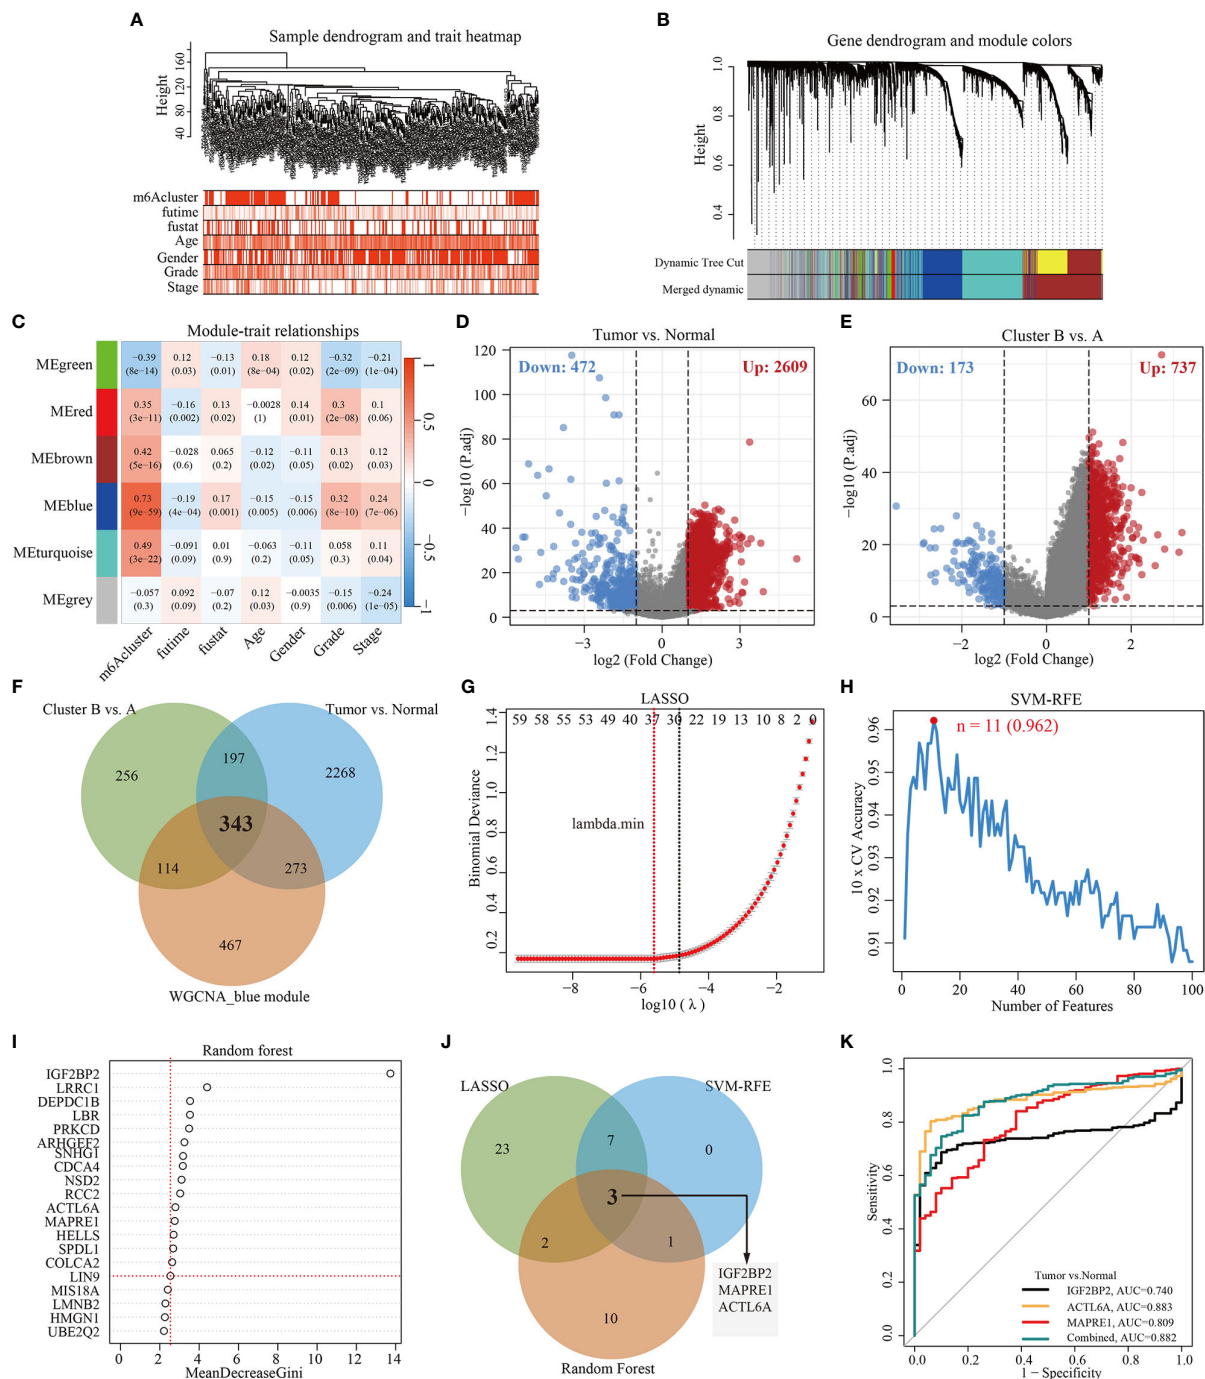 A
Sample dendrogram and trait heatmap
Height
160
120
80
40
m6Acluster
futime
fustat
Age
Gender
Grade
Stage
B
Gene dendrogram and module colors
Height
1.0
0.8
0.6
0.4
Dynamic Tree Cut
Merged dynamic
C
Module-trait relationships
MEgreen
−0.39 0.12 −0.13 0.18 0.12 −0.32 −0.21
(8e−14) (0.03) (0.01) (8e−04) (0.02) (2e−09) (1e−04)
MEred
0.35 −0.16 0.13 −0.0028 0.14 0.3 0.1
(3e−11) (0.002) (0.02) (1) (0.01) (2e−08) (0.06)
MEbrown
0.42 −0.028 0.065 −0.12 −0.11 0.13 0.12
(5e−16) (0.6) (0.2) (0.02) (0.05) (0.02) (0.03)
MEblue
0.73 −0.19 0.17 −0.15 −0.15 0.32 0.24
(9e−59) (4e−04) (0.001) (0.005) (0.006) (8e−10) (7e−06)
MEturquoise
0.49 −0.091 0.01 −0.063 −0.11 0.058 0.11
(3e−22) (0.09) (0.9) (0.2) (0.05) (0.3) (0.04)
MEgrey
−0.057 0.092 −0.07 0.12 −0.0035 −0.15 −0.24
(0.3) (0.09) (0.2) (0.03) (0.9) (0.006) (1e−05)
m6Acluster futime fustat Age Gender Grade Stage
1
0.5
0
−0.5
−1
D
Tumor vs. Normal
Down: 472
Up: 2609
−log10 (P.adj)
120
100
80
60
40
20
0
−3 0 3
log2 (Fold Change)
E
Cluster B vs. A
Down: 173
Up: 737
−log10 (P.adj)
60
40
20
0
−2 0 2
log2 (Fold Change)
F
Cluster B vs. A
Tumor vs. Normal
256
197
2268
343
114
273
467
WGCNA_blue module
G
LASSO
59 58 55 53 49 40 37 30 22 19 13 10 8 2 0
Binomial Deviance
1.4
1.2
1.0
0.8
0.6
0.4
0.2
lambda.min
−8 −6 −4 −2
log10 ( λ )
H
SVM-RFE
n = 11 (0.962)
10 x CV Accuracy
0.96
0.95
0.94
0.93
0.92
0.91
0 20 40 60 80 100
Number of Features
I
Random forest
IGF2BP2
LRRC1
DEPDC1B
LBR
PRKCD
ARHGEF2
SNHG1
CDCA4
NSD2
RCC2
ACTL6A
MAPRE1
HELLS
SPDL1
COLCA2
LIN9
MIS18A
LMNB2
HMGN1
UBE2Q2
0 2 4 6 8 10 12 14
MeanDecreaseGini
J
LASSO
SVM-RFE
23
7
0
3
2
1
10
IGF2BP2
MAPRE1
ACTL6A
Random Forest
K
Sensitivity
1.0
0.8
0.6
0.4
0.2
0.0
Tumor vs.Normal
IGF2BP2, AUC=0.740
ACTL6A, AUC=0.883
MAPRE1, AUC=0.809
Combined, AUC=0.882
0.0 0.2 0.4 0.6 0.8 1.0
1 − Specificity